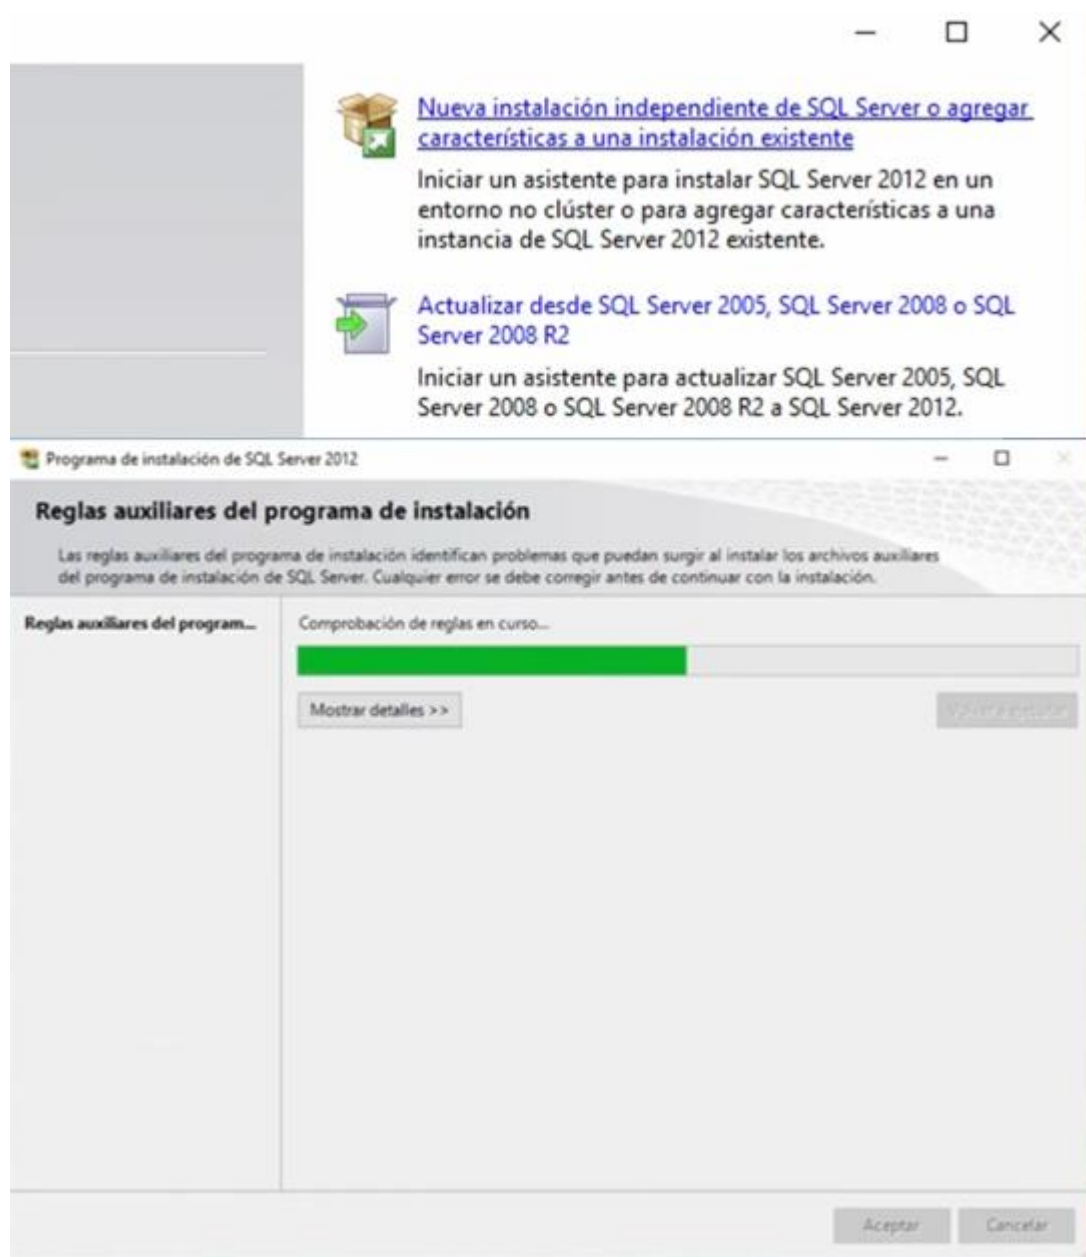 Nueva instalación independiente de SQL Server o agregar
características a una instalación existente
Iniciar un asistente para instalar SQL Server 2012 en un
entorno no clúster o para agregar características a una
instancia de SQL Server 2012 existente.
Actualizar desde SQL Server 2005, SQL Server 2008 o SQL
Server 2008 R2
Iniciar un asistente para actualizar SQL Server 2005, SQL
Server 2008 o SQL Server 2008 R2 a SQL Server 2012.
Programa de instalación de SQL Server 2012
Reglas auxiliares del programa de instalación
Las reglas auxiliares del programa de instalación identifican problemas que puedan surgir al instalar los archivos auxiliares
del programa de instalación de SQL Server. Cualquier error se debe corregir antes de continuar con la instalación.
Reglas auxiliares del program...
Comprobación de reglas en curso...
Mostrar detalles >>
Aceptar
Cancelar